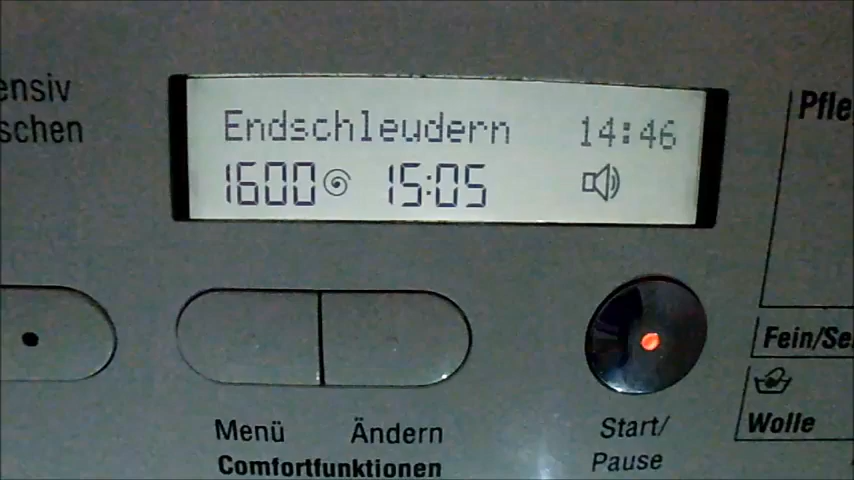 ensiv
schen
Endschleudern 14:46
1600 15:05
Pfle
Menü Ändern
Comfortfunktionen
Start/
Pause
Fein/Se
Wolle